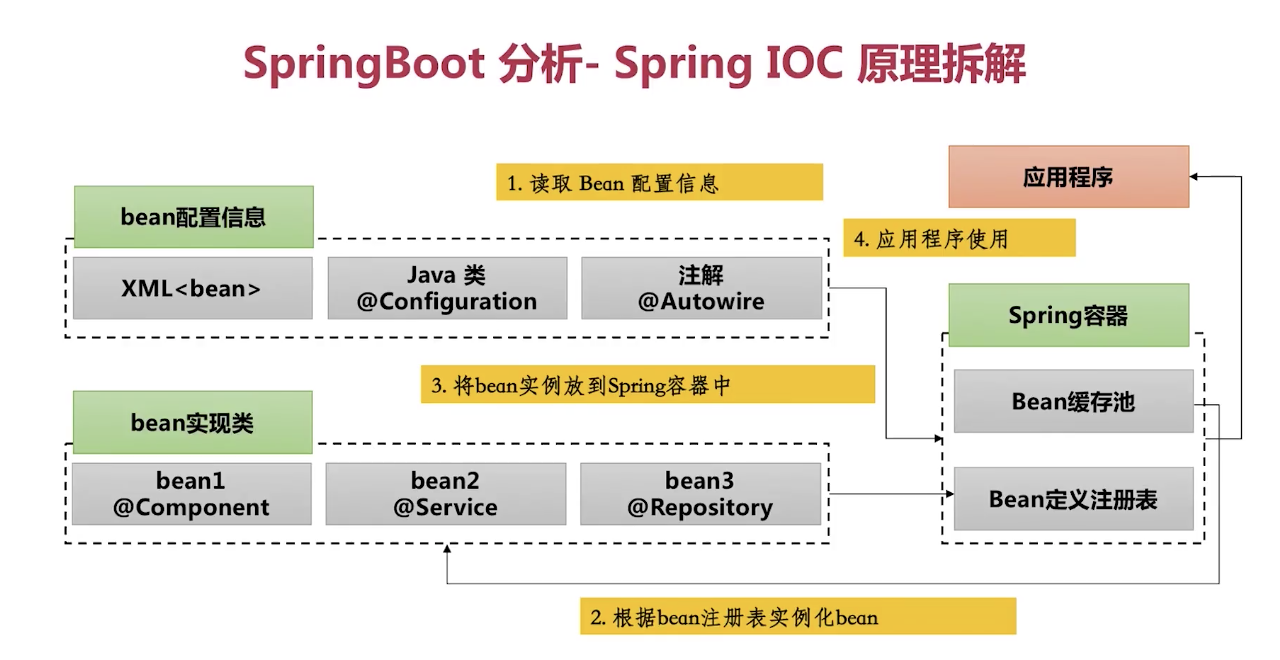 SpringBoot 分析- Spring IOC 原理拆解
1. 读取 Bean 配置信息
应用程序
bean配置信息
4. 应用程序使用
XML<bean>
Java 类
@Configuration
注解
@Autowire
Spring容器
3. 将bean实例放到Spring容器中
Bean缓存池
bean实现类
bean1
@Component
bean2
@Service
bean3
@Repository
Bean定义注册表
2. 根据bean注册表实例化bean